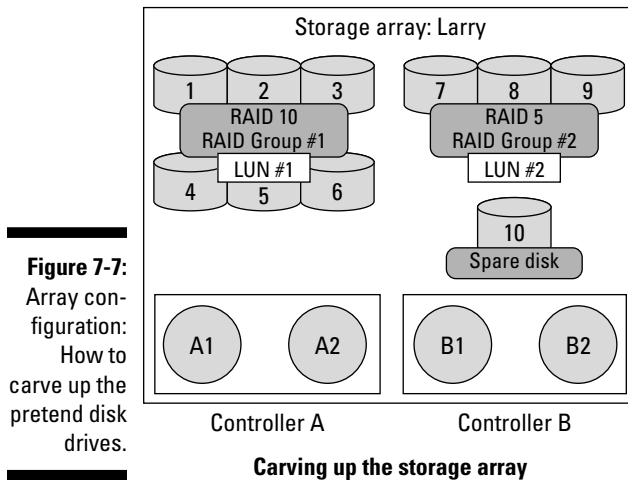 Storage array: Larry
1 2 3
RAID 10
RAID Group #1
LUN #1
4 5 6
7 8 9
RAID 5
RAID Group #2
LUN #2
10
Spare disk
A1 A2
B1 B2
Controller A
Controller B
Carving up the storage array
Figure 7-7:
Array con-
figuration:
How to
carve up the
pretend disk
drives.